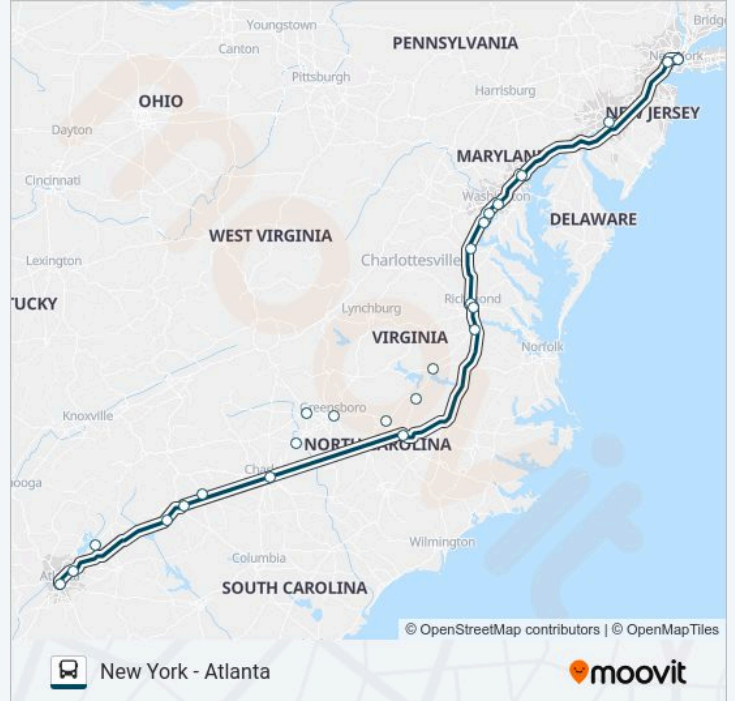 Youngstown
Bridge
PENNSYLVANIA
Canton
New York
Pittsburgh
Harrisburg
OHIO
NEW JERSEY
Dayton
MARYLAN
Cincinnati
Washington
DELAWARE
WEST VIRGINIA
Lexington
Charlottesville
TUCKY
Richmond
Lynchburg
VIRGINIA
Norfolk
Greensboro
Knoxville
NORTH CAROLINA
Charl
ooga
Wilmington
Columbia
Atlanta
SOUTH CAROLINA
© OpenStreetMap contributors | © OpenMapTiles
New York - Atlanta
moovit